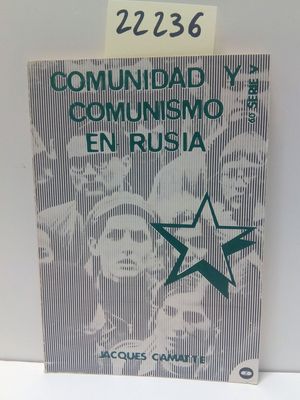 22236
COMUNIDAD Y
COMUNISMO
EN RUSIA
SERIE V
JACQUES CAMATTE